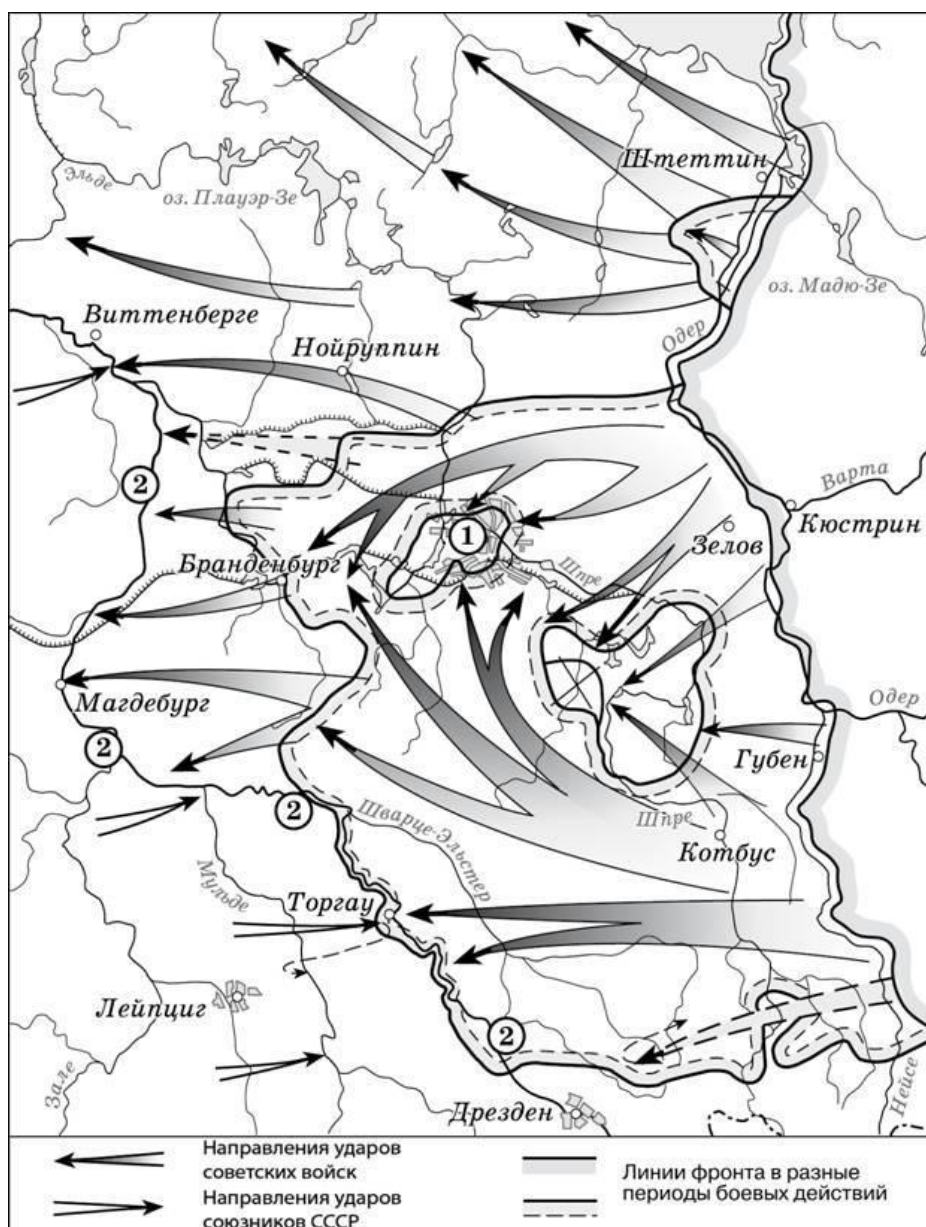 Штеттин
Эльде
оз. Плауэр-Зе
оз. Мадю-Зе
Виттенберге
Одер
Нойруппин
2
Варта
1
Кюстрин
Зелов
Шпре
Бранденбург
Магдебург
Одер
2
Губен
2
Шпре
Шварце-Эльстер
Котбус
Мульде
Торгау
Лейпциг
2
Зале
Нейсе
Дрезден
Направления ударов
советских войск
Направления ударов
союзников СССР
Линии фронта в разные
периоды боевых действий